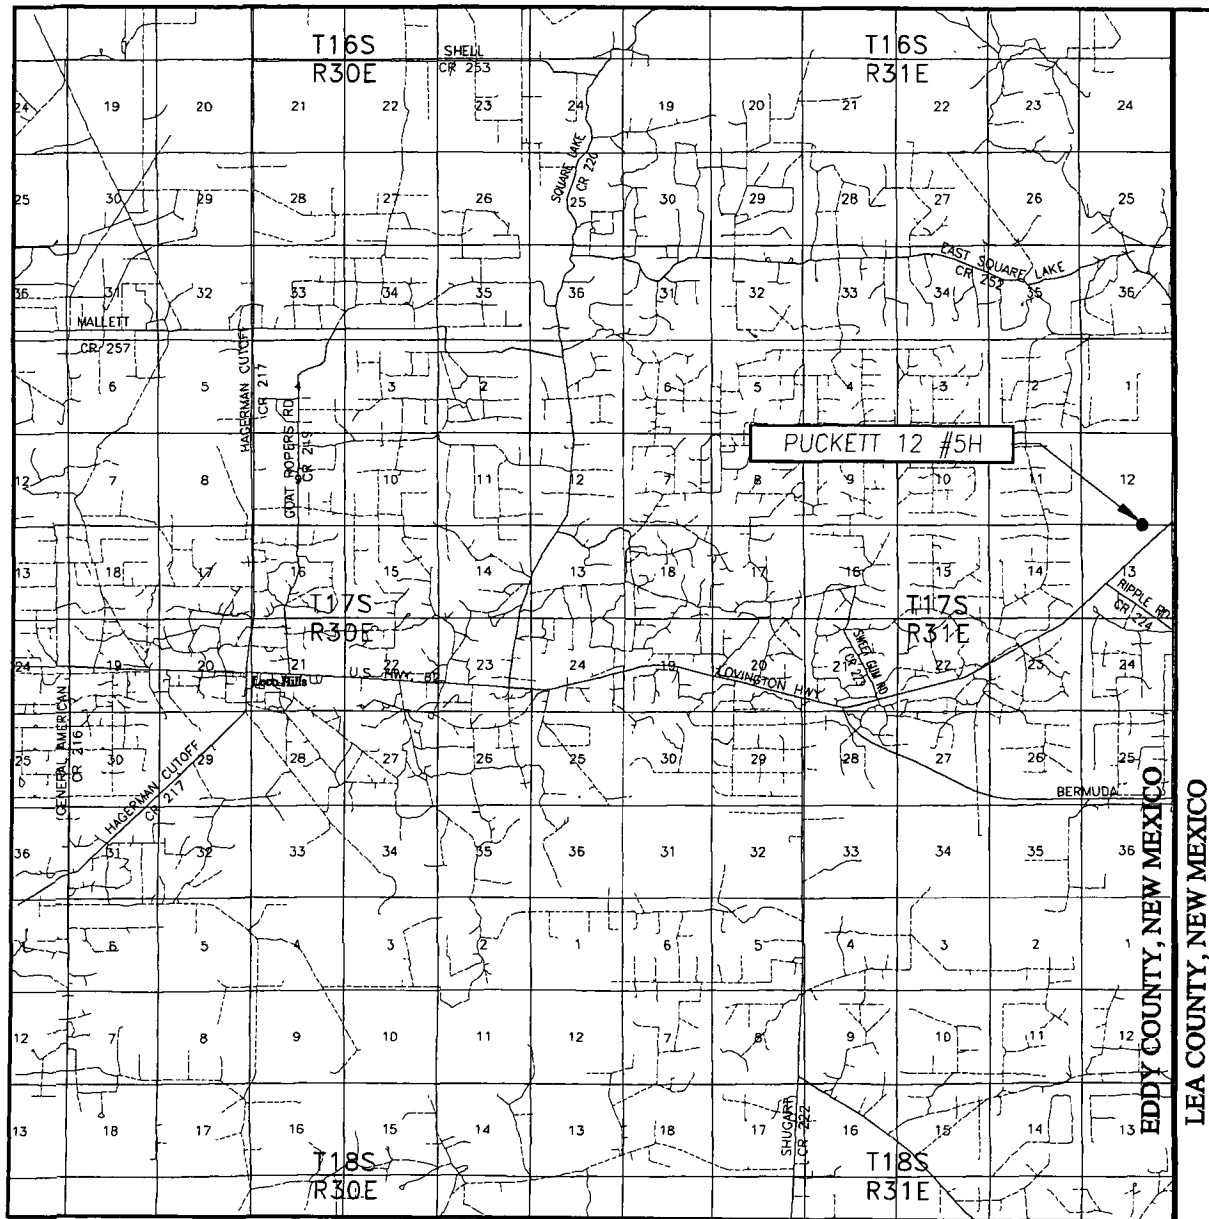 T16S
R30E
SHELL
CR 253
T16S
R31E
24 19 20 21 22 23 24 19 20 21 22 23 24
SQUARE LAKE
CR 220
25 30 29 28 27 26 25 30 29 28 27 26 25
EAST SQUARE LAKE
CR 252
36 31 32 33 34 35 36 31 32 33 34 35 36
MALLETT
CR 257
HAGERMAN CUTOFF
CR 217
6 5 4 3 2 1 6 5 4 3 2 1
GOAT ROPERS RD
CR 249
PUCKETT 12 #5H
12 7 8 9 10 11 12 7 8 9 10 11 12
13 18 17 16 15 14 13 18 17 16 15 14 13
RIPPLE RD
CR 224
T17S
R30E
T17S
R31E
24 19 20 21 22 23 24 19 20 21 22 23 24
Loco Hills
U.S. HWY. 82
LOVINGTON HWY
SWEET GUM RD
CR 223
GENERAL AMERICAN
CR 216
25 30 29 28 27 26 25 30 29 28 27 26 25
HAGERMAN CUTOFF
CR 217
BERMUDA
36 31 32 33 34 35 36 31 32 33 34 35 36
EDDY COUNTY, NEW MEXICO
LEA COUNTY, NEW MEXICO
6 5 4 3 2 1 6 5 4 3 2 1
12 7 8 9 10 11 12 7 8 9 10 11 12
SHUGART
CR 222
13 18 17 16 15 14 13 18 17 16 15 14 13
T18S
R30E
T18S
R31E